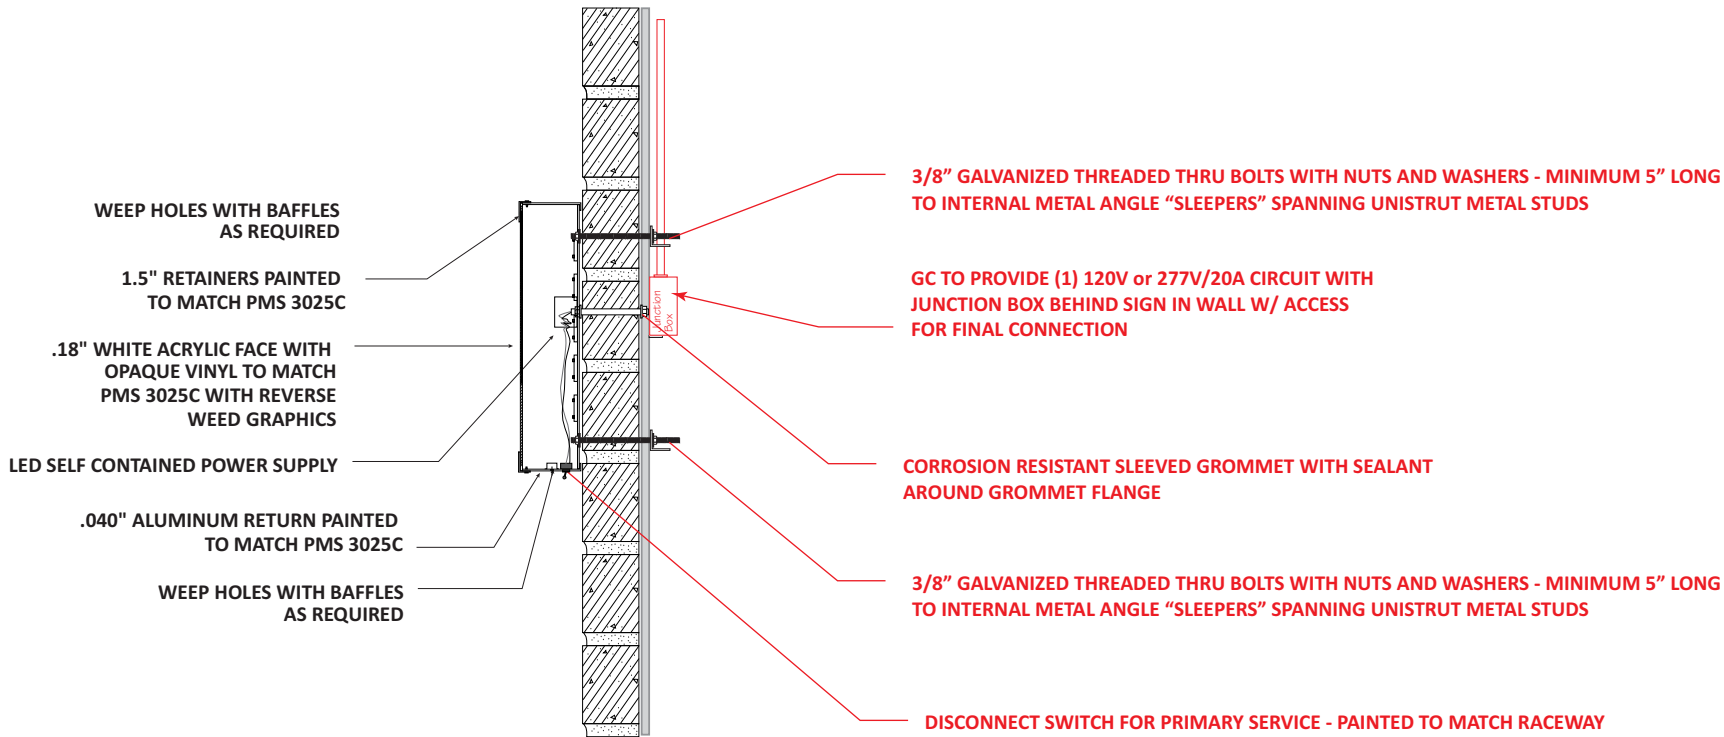 WEEP HOLES WITH BAFFLES
AS REQUIRED
1.5" RETAINERS PAINTED
TO MATCH PMS 3025C
.18" WHITE ACRYLIC FACE WITH
OPAQUE VINYL TO MATCH
PMS 3025C WITH REVERSE
WEED GRAPHICS
LED SELF CONTAINED POWER SUPPLY
.040" ALUMINUM RETURN PAINTED
TO MATCH PMS 3025C
WEEP HOLES WITH BAFFLES
AS REQUIRED
Junction
Box
3/8” GALVANIZED THREADED THRU BOLTS WITH NUTS AND WASHERS - MINIMUM 5” LONG
TO INTERNAL METAL ANGLE “SLEEPERS” SPANNING UNISTRUT METAL STUDS
GC TO PROVIDE (1) 120V or 277V/20A CIRCUIT WITH
JUNCTION BOX BEHIND SIGN IN WALL W/ ACCESS
FOR FINAL CONNECTION
CORROSION RESISTANT SLEEVED GROMMET WITH SEALANT
AROUND GROMMET FLANGE
3/8” GALVANIZED THREADED THRU BOLTS WITH NUTS AND WASHERS - MINIMUM 5” LONG
TO INTERNAL METAL ANGLE “SLEEPERS” SPANNING UNISTRUT METAL STUDS
DISCONNECT SWITCH FOR PRIMARY SERVICE - PAINTED TO MATCH RACEWAY